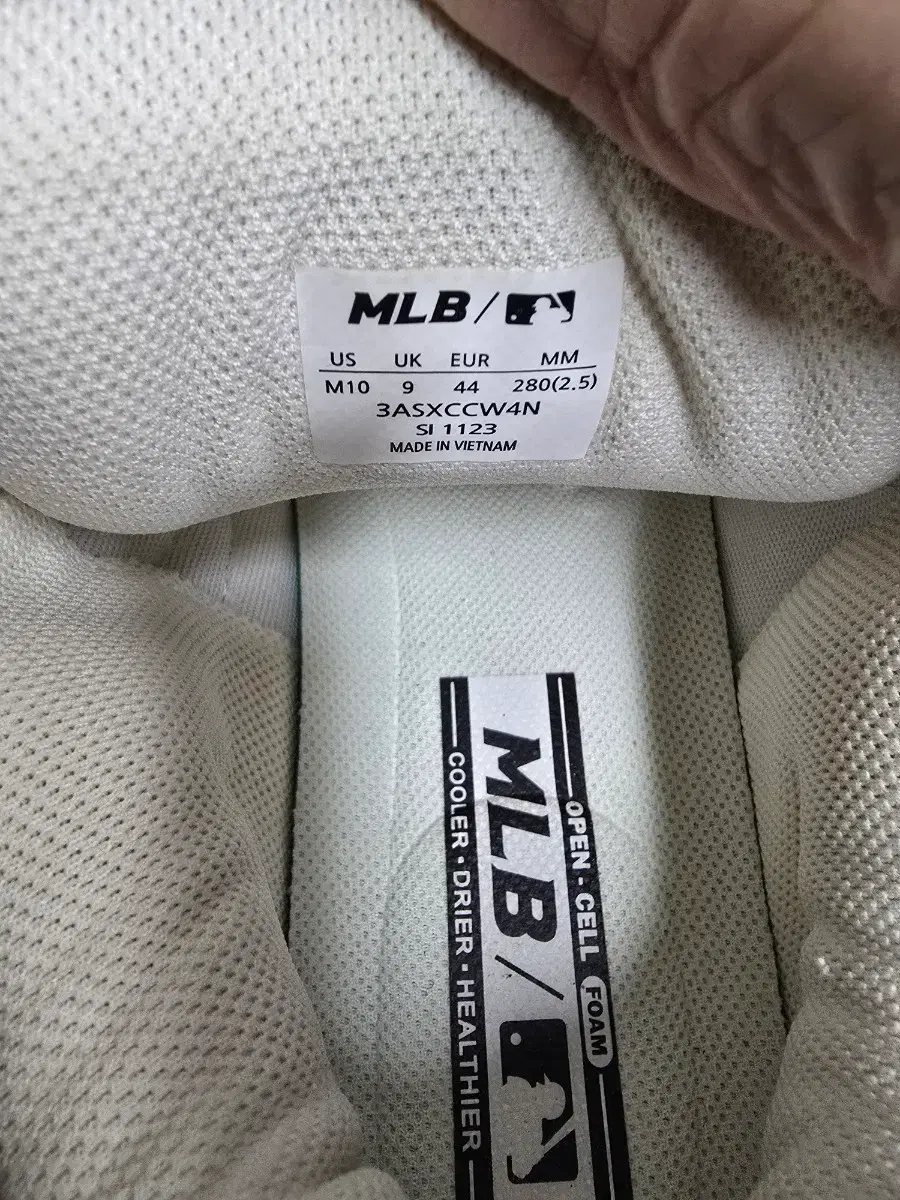 MLB /
US UK EUR MM
M10 9 44 280(2.5)
3ASXCCW4N
SI 1123
MADE IN VIETNAM
OPEN - CELL FOAM
MLB /
COOLER • DRIER • HEALTHIER